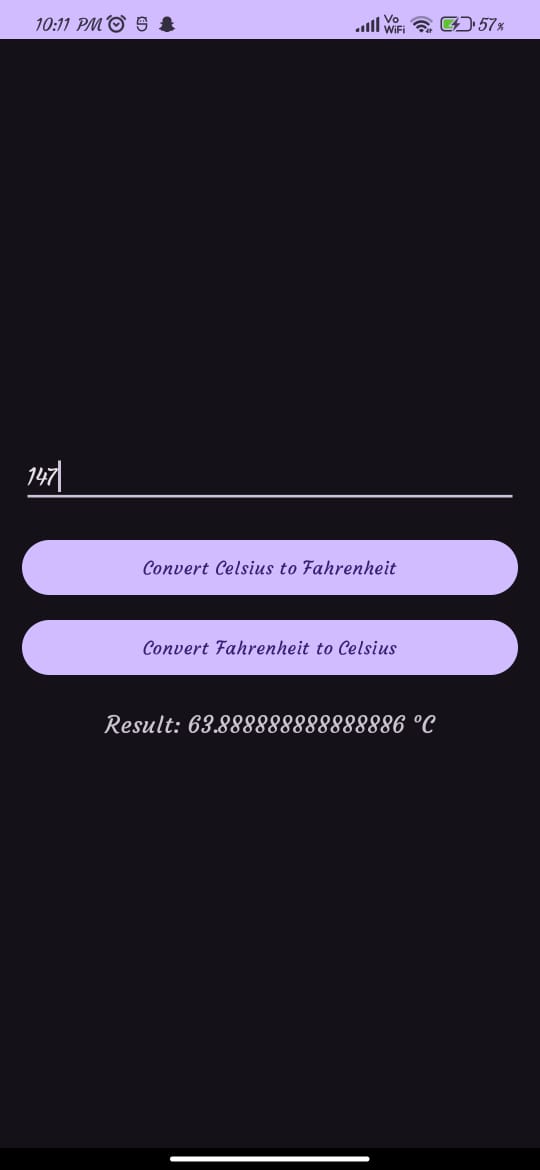 10:11 PM Vo WiFi 57%
147
Convert Celsius to Fahrenheit
Convert Fahrenheit to Celsius
Result: 63.888888888888886 °C